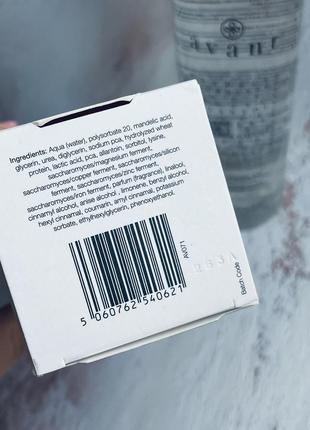 avant
Ingredients: Aqua (water), polysorbate 20, mandelic acid,
glycerin, urea, diglycerin, sodium pca, hydrolyzed wheat
protein, lactic acid, pca, allantoin, sorbitol, lysine,
saccharomyces/magnesium ferment,
saccharomyces/copper ferment, saccharomyces/silicon
ferment, saccharomyces/zinc ferment,
saccharomyces/iron ferment, parfum (fragrance), linalool,
cinnamyl alcohol, anise alcohol , limonene, benzyl alcohol,
hexyl cinnamal, coumarin, amyl cinnamal, potassium
sorbate, ethylhexylglycerin, phenoxyethanol.
5 060762 540621
AV071
Batch Code